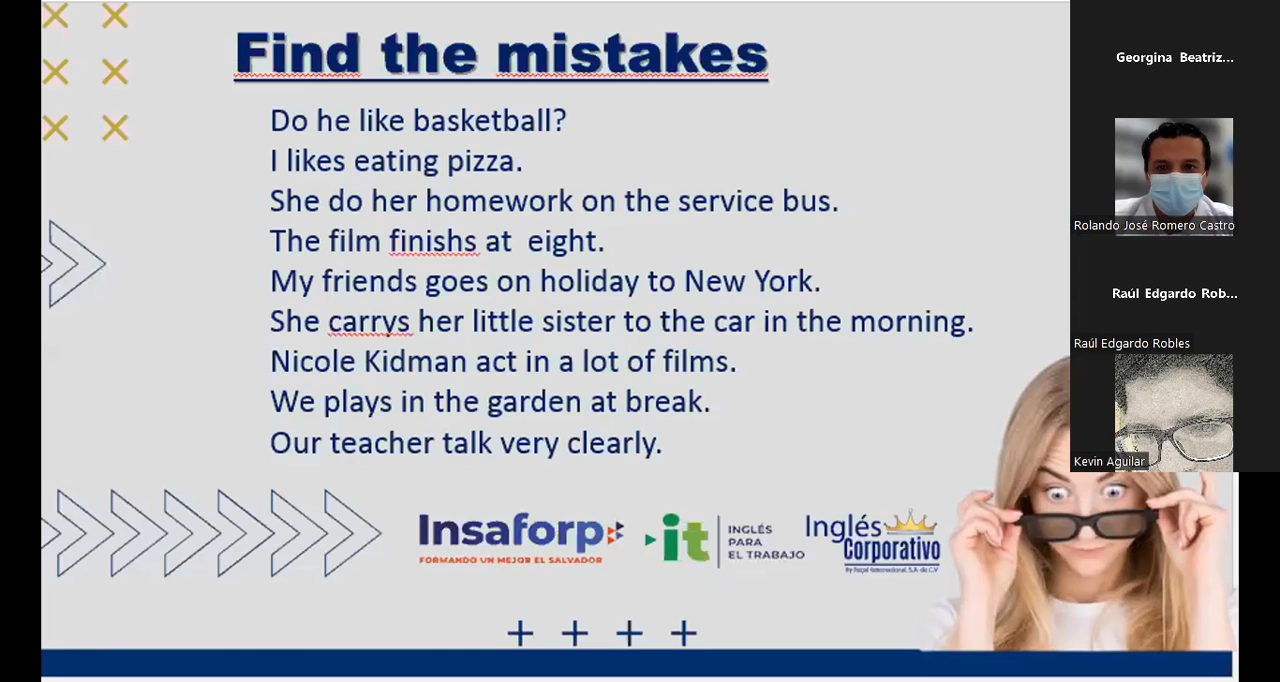 Find the mistakes
Do he like basketball?
I likes eating pizza.
She do her homework on the service bus.
The film finishs at eight.
My friends goes on holiday to New York.
She carrys her little sister to the car in the morning.
Nicole Kidman act in a lot of films.
We plays in the garden at break.
Our teacher talk very clearly.
Insaforp
FORMANDO UN MEJOR EL SALVADOR
it
INGLÉS
PARA
EL TRABAJO
Inglés
Corporativo
Georgina Beatriz...
Rolando José Romero Castro
Raúl Edgardo Rob...
Raúl Edgardo Robles
Kevin Aguilar